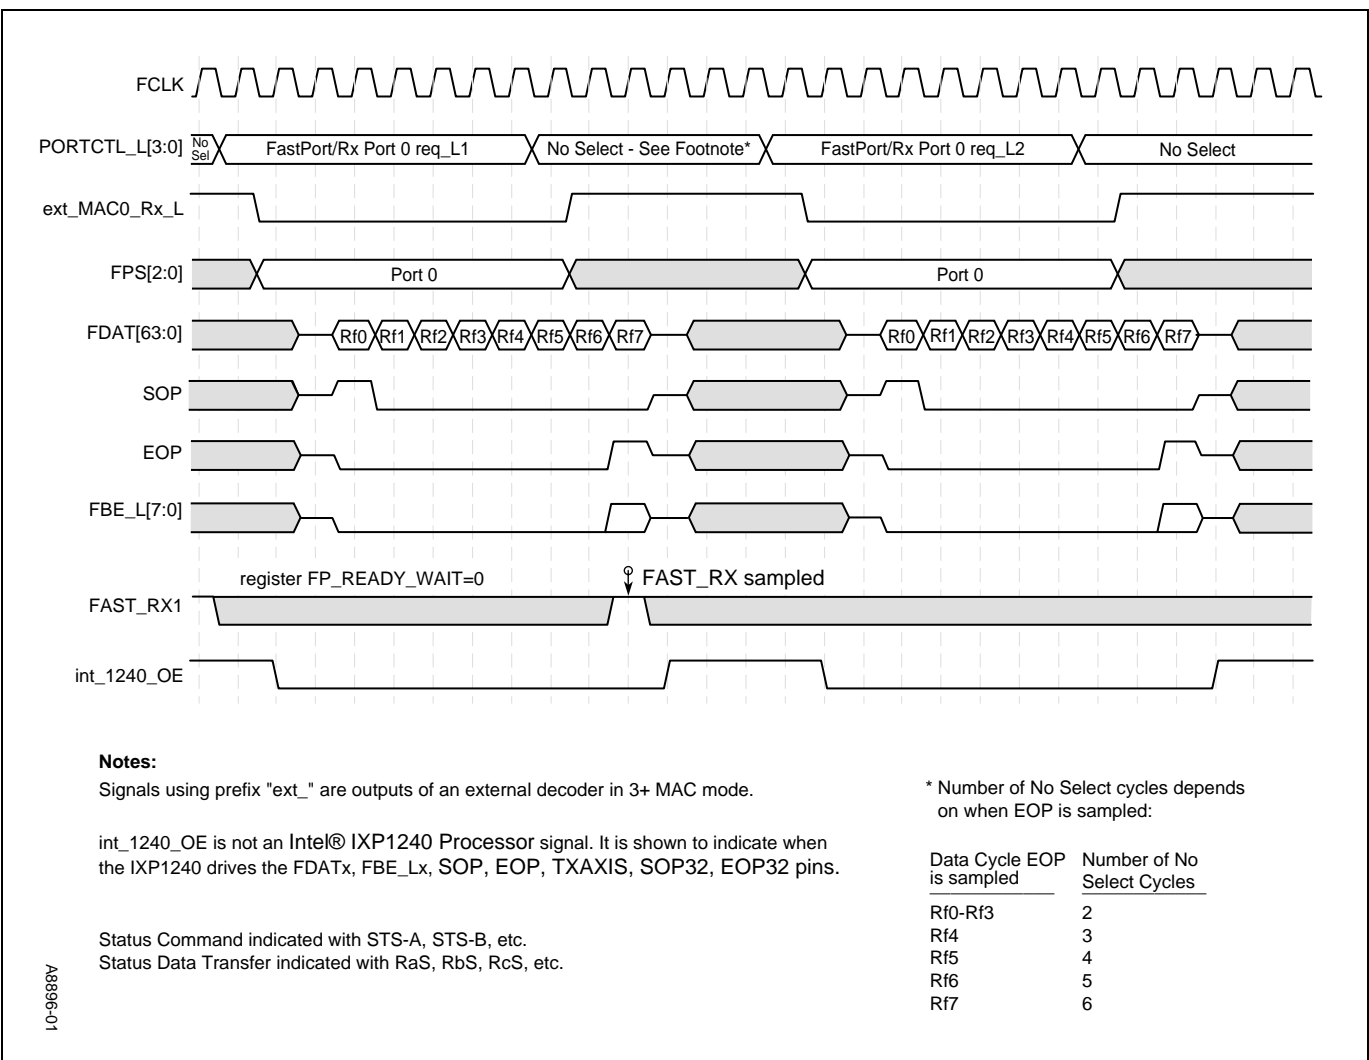 FCLK
PORTCTL_L[3:0]
No
Sel
FastPort/Rx Port 0 req_L1
No Select - See Footnote*
FastPort/Rx Port 0 req_L2
No Select
ext_MAC0_Rx_L
FPS[2:0]
Port 0
Port 0
FDAT[63:0]
Rf0 Rf1 Rf2 Rf3 Rf4 Rf5 Rf6 Rf7
Rf0 Rf1 Rf2 Rf3 Rf4 Rf5 Rf6 Rf7
SOP
EOP
FBE_L[7:0]
register FP_READY_WAIT=0
FAST_RX sampled
FAST_RX1
int_1240_OE
Notes:
Signals using prefix "ext_" are outputs of an external decoder in 3+ MAC mode.
int_1240_OE is not an Intel® IXP1240 Processor signal. It is shown to indicate when
the IXP1240 drives the FDATx, FBE_Lx, SOP, EOP, TXAXIS, SOP32, EOP32 pins.
Status Command indicated with STS-A, STS-B, etc.
Status Data Transfer indicated with RaS, RbS, RcS, etc.
* Number of No Select cycles depends
on when EOP is sampled:
Data Cycle EOP Number of No
is sampled Select Cycles
Rf0-Rf3 2
Rf4 3
Rf5 4
Rf6 5
Rf7 6
A8896-01